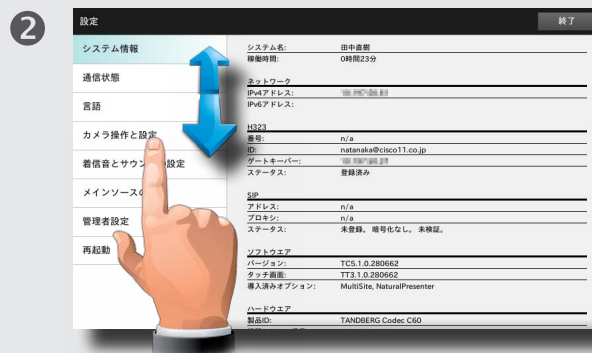 2
設定
終了
システム情報
通信状態
言語
カメラ操作と設定
着信音とサウン 設定
メインソース
管理者設定
再起動
システム名: 田中直樹
稼働時間: 0時間23分
ネットワーク
IPv4アドレス:
IPv6アドレス:
H323
番号: n/a
ID: natanaka@cisco11.co.jp
ゲートキーパー:
ステータス: 登録済み
SIP
アドレス: n/a
プロキシ: n/a
ステータス: 未登録。 暗号化なし。 未検証。
ソフトウエア
バージョン: TC5.1.0.280662
タッチ画面: TT3.1.0.280662
導入済みオプション: MultiSite, NaturalPresenter
ハードウエア
製品ID: TANDBERG Codec C60